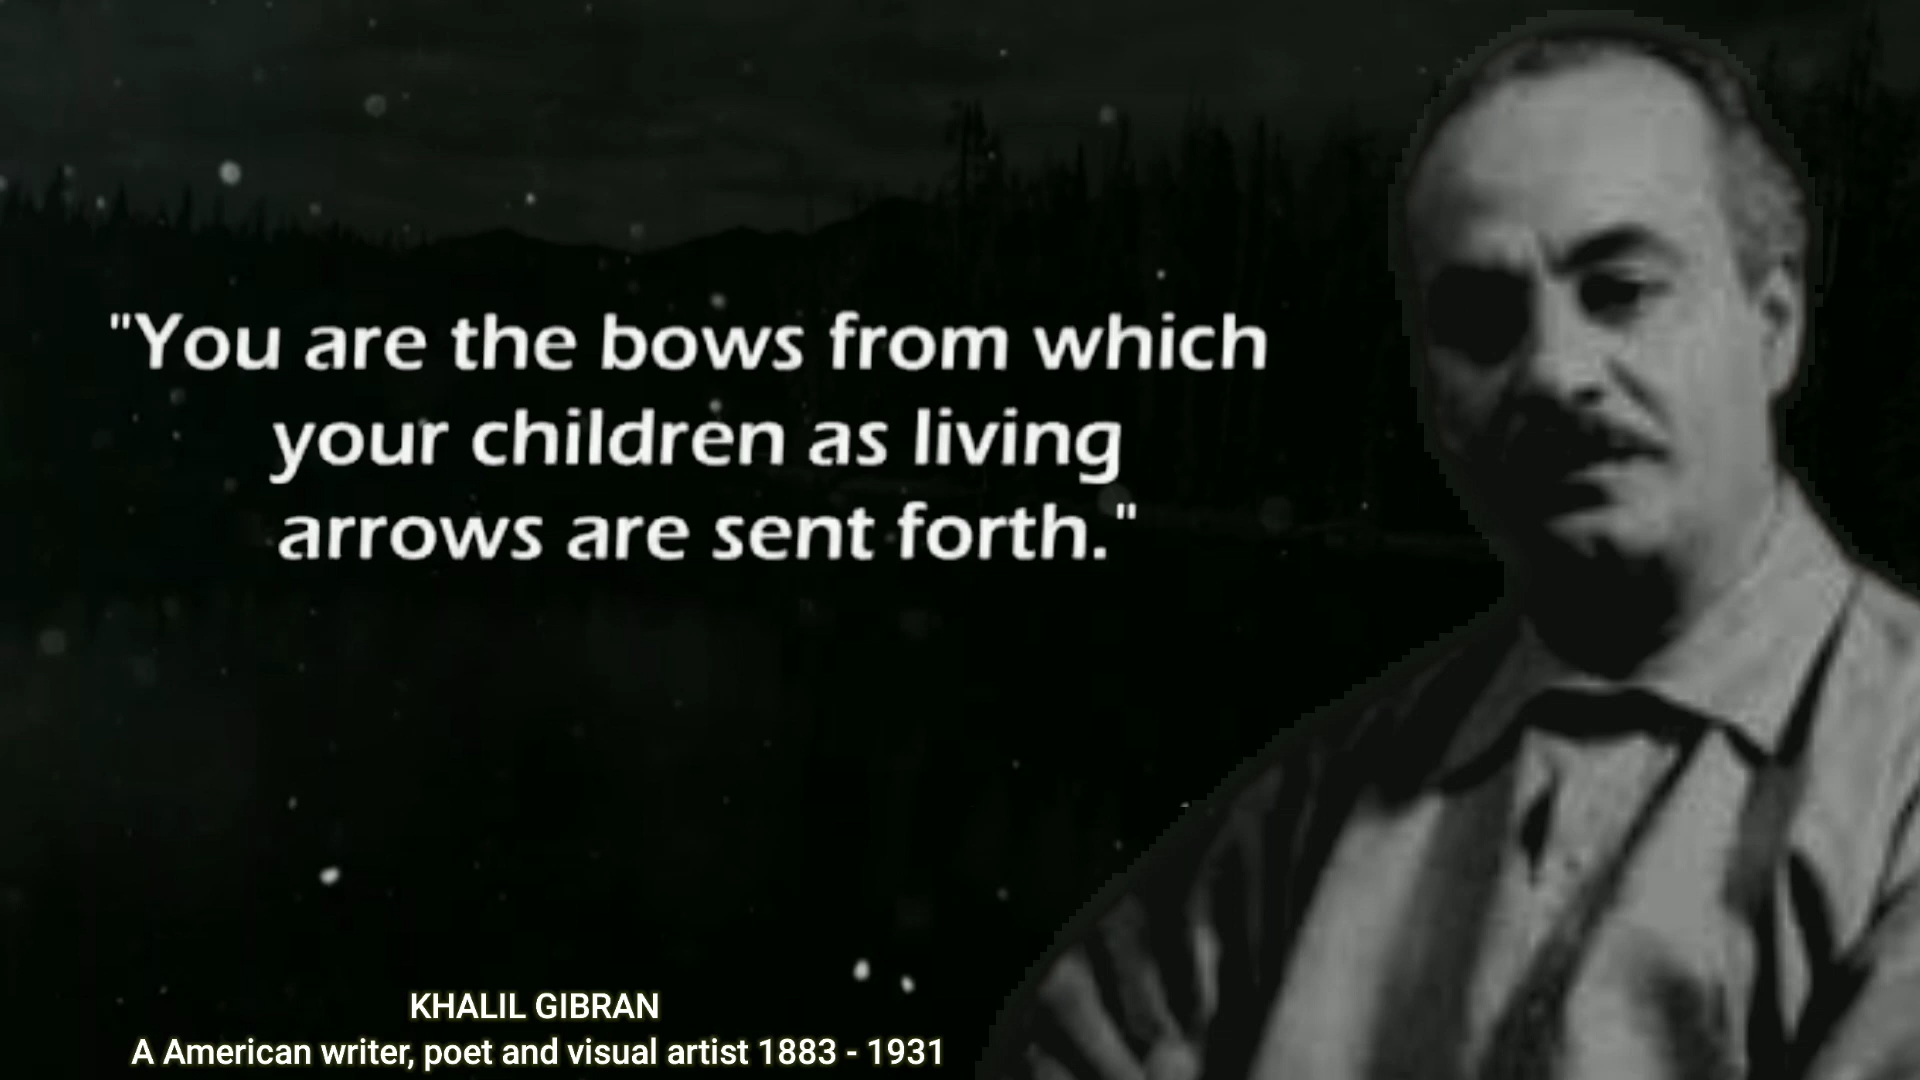 "You are the bows from which
your children as living
arrows are sent forth."
KHALIL GIBRAN
A American writer, poet and visual artist 1883 - 1931